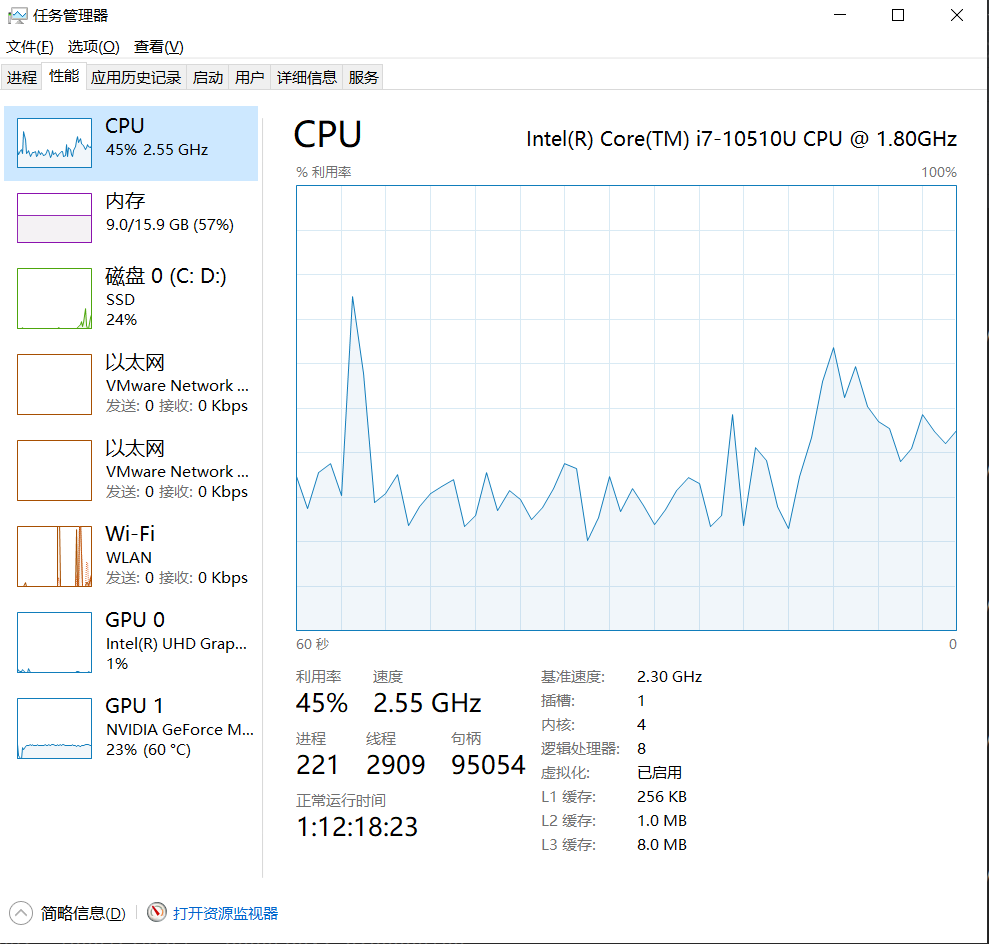 任务管理器
文件(F) 选项(O) 查看(V)
进程 性能 应用历史记录 启动 用户 详细信息 服务
CPU
45% 2.55 GHz
内存
9.0/15.9 GB (57%)
磁盘 0 (C: D:)
SSD
24%
以太网
VMware Network ...
发送: 0 接收: 0 Kbps
以太网
VMware Network ...
发送: 0 接收: 0 Kbps
Wi-Fi
WLAN
发送: 0 接收: 0 Kbps
GPU 0
Intel(R) UHD Grap...
1%
GPU 1
NVIDIA GeForce M...
23% (60 °C)
CPU Intel(R) Core(TM) i7-10510U CPU @ 1.80GHz
% 利用率 100%
60 秒 0
利用率 速度
45% 2.55 GHz
进程 线程 句柄
221 2909 95054
正常运行时间
1:12:18:23
基准速度: 2.30 GHz
插槽: 1
内核: 4
逻辑处理器: 8
虚拟化: 已启用
L1 缓存: 256 KB
L2 缓存: 1.0 MB
L3 缓存: 8.0 MB
简略信息(D) 打开资源监视器